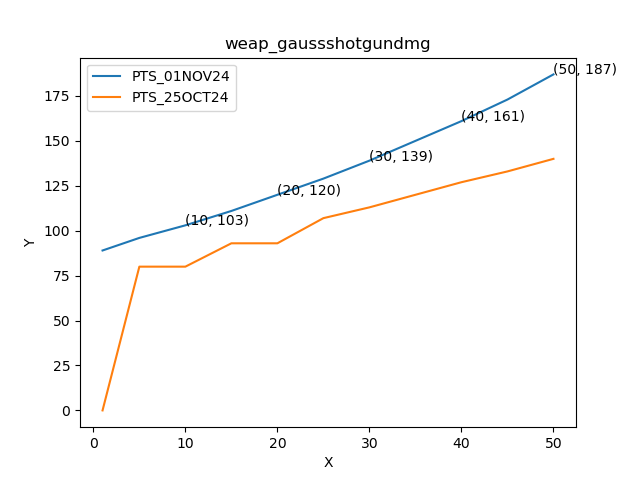 weap_gaussshotgundmg
PTS_01NOV24
PTS_25OCT24
(50, 187)
(40, 161)
(30, 139)
(20, 120)
(10, 103)
175
150
125
100
75
50
25
0
Y
0 10 20 30 40 50
X